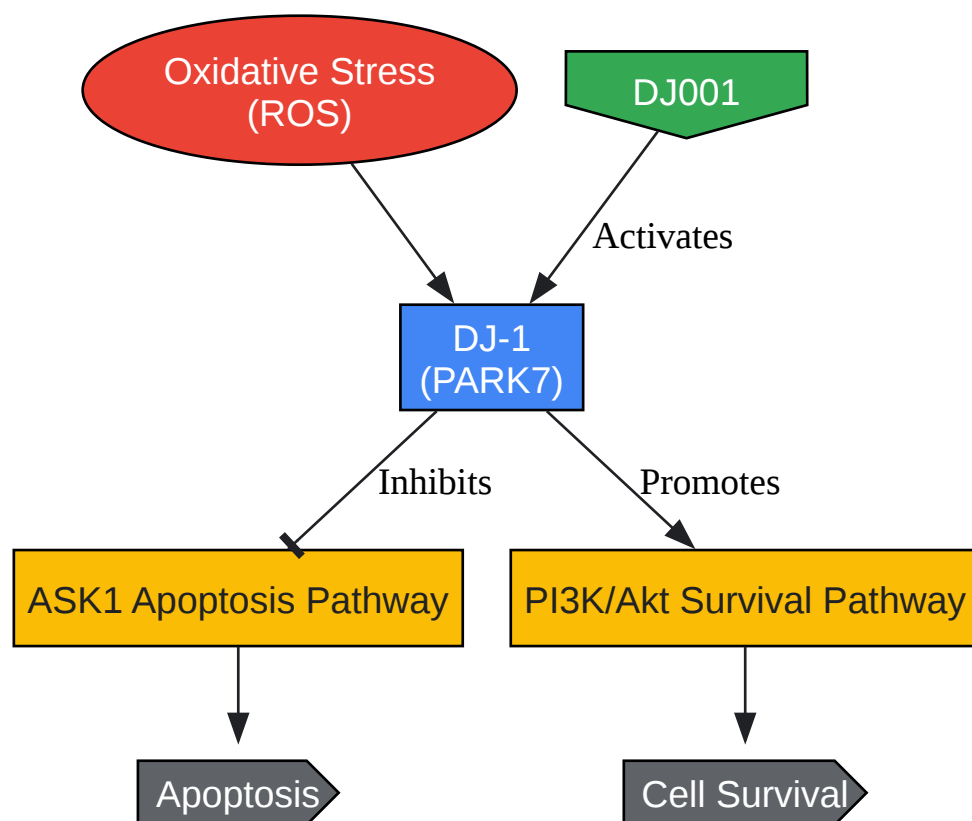 Oxidative Stress
(ROS)
DJ001
Activates
DJ-1
(PARK7)
Inhibits
Promotes
ASK1 Apoptosis Pathway
PI3K/Akt Survival Pathway
Apoptosis
Cell Survival